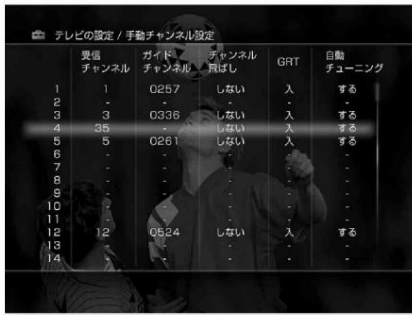 テレビの設定 / 手動チャンネル設定
受信チャンネル ガイドチャンネル チャンネル飛ばし GRT 自動チューニング
1 1 0257 しない 入 する
2 - - - - -
3 3 0336 しない 入 する
4 35 - しない 入 する
5 5 0261 しない 入 する
6 - - - - -
7 - - - - -
8 - - - - -
9 - - - - -
10 - - - - -
11 - - - - -
12 12 0524 しない 入 する
13 - - - - -
14 - - - - -